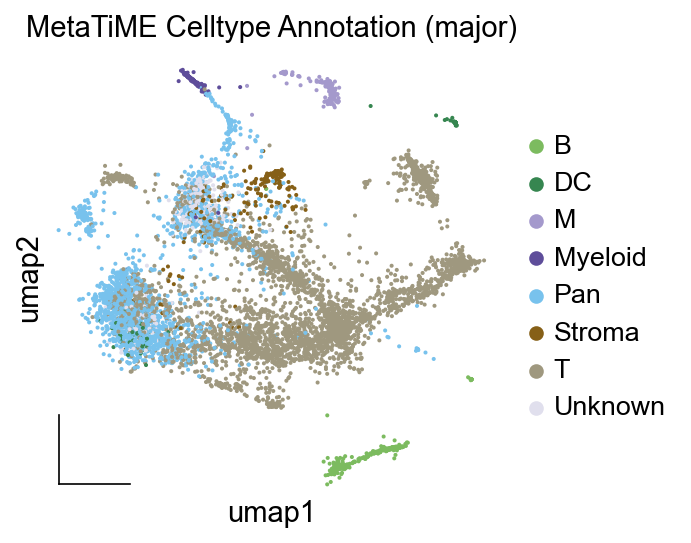 MetaTiME Celltype Annotation (major)
B
DC
M
Myeloid
Pan
Stroma
T
Unknown
umap2
umap1